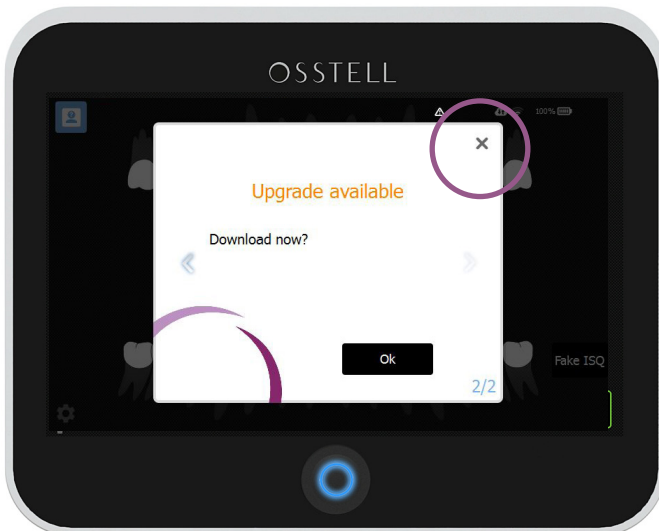 OSSTELL
100%
Upgrade available
Download now?
Ok
Fake ISQ
2/2